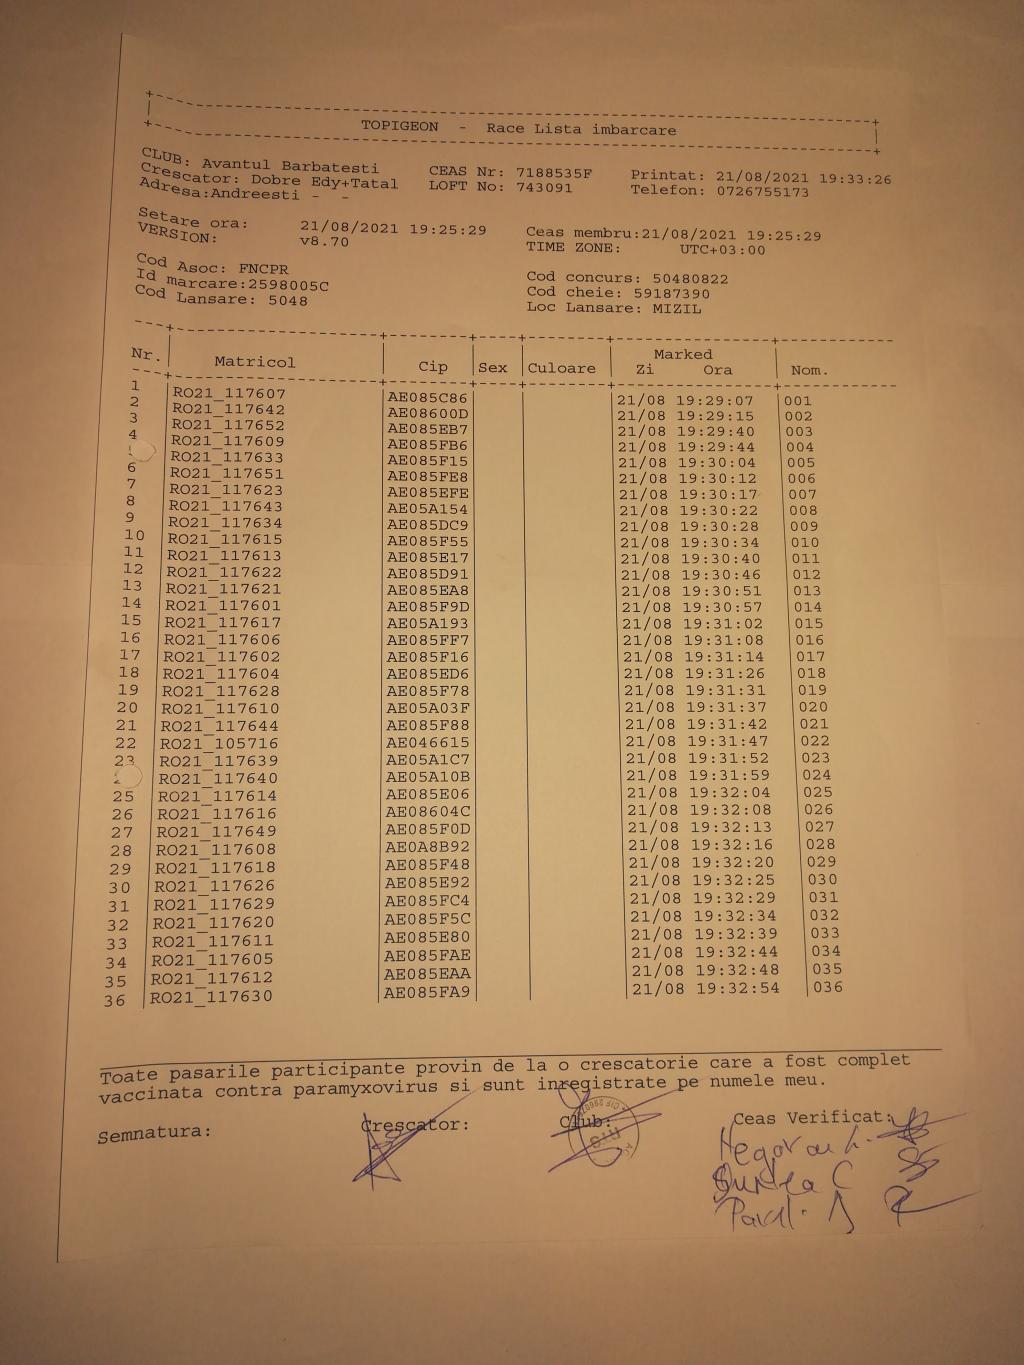 TOPIGEON - Race Lista imbarcare
CLUB: Avantul Barbatesti CEAS Nr: 7188535F Printat: 21/08/2021 19:33:26
Crescator: Dobre Edy+Tatal LOFT No: 743091 Telefon: 0726755173
Adresa:Andreesti - -
Setare ora: 21/08/2021 19:25:29 Ceas membru:21/08/2021 19:25:29
VERSION: v8.70 TIME ZONE: UTC+03:00
Cod Asoc: FNCPR Cod concurs: 50480822
Id marcare:2598005C Cod cheie: 59187390
Cod Lansare: 5048 Loc Lansare: MIZIL
Marked
Nr. Matricol Cip Sex Culoare Zi Ora Nom.
1 RO21_117607 AE085C86 21/08 19:29:07 001
2 RO21_117642 AE08600D 21/08 19:29:15 002
3 RO21_117652 AE085EB7 21/08 19:29:40 003
4 RO21_117609 AE085FB6 21/08 19:29:44 004
RO21_117633 AE085F15 21/08 19:30:04 005
6 RO21_117651 AE085FE8 21/08 19:30:12 006
7 RO21_117623 AE085EFE 21/08 19:30:17 007
8 RO21_117643 AE05A154 21/08 19:30:22 008
9 RO21_117634 AE085DC9 21/08 19:30:28 009
10 RO21_117615 AE085F55 21/08 19:30:34 010
11 RO21_117613 AE085E17 21/08 19:30:40 011
12 RO21_117622 AE085D91 21/08 19:30:46 012
13 RO21_117621 AE085EA8 21/08 19:30:51 013
14 RO21_117601 AE085F9D 21/08 19:30:57 014
15 RO21_117617 AE05A193 21/08 19:31:02 015
16 RO21_117606 AE085FF7 21/08 19:31:08 016
17 RO21_117602 AE085F16 21/08 19:31:14 017
18 RO21_117604 AE085ED6 21/08 19:31:26 018
19 RO21_117628 AE085F78 21/08 19:31:31 019
20 RO21_117610 AE05A03F 21/08 19:31:37 020
21 RO21_117644 AE085F88 21/08 19:31:42 021
22 RO21_105716 AE046615 21/08 19:31:47 022
23 RO21_117639 AE05A1C7 21/08 19:31:52 023
RO21_117640 AE05A10B 21/08 19:31:59 024
25 RO21_117614 AE085E06 21/08 19:32:04 025
26 RO21_117616 AE08604C 21/08 19:32:08 026
27 RO21_117649 AE085F0D 21/08 19:32:13 027
28 RO21_117608 AE0A8B92 21/08 19:32:16 028
29 RO21_117618 AE085F48 21/08 19:32:20 029
30 RO21_117626 AE085E92 21/08 19:32:25 030
31 RO21_117629 AE085FC4 21/08 19:32:29 031
32 RO21_117620 AE085F5C 21/08 19:32:34 032
33 RO21_117611 AE085E80 21/08 19:32:39 033
34 RO21_117605 AE085FAE 21/08 19:32:44 034
35 RO21_117612 AE085EAA 21/08 19:32:48 035
36 RO21_117630 AE085FA9 21/08 19:32:54 036
Toate pasarile participante provin de la o crescatorie care a fost complet
vaccinata contra paramyxovirus si sunt inregistrate pe numele meu.
Semnatura: Crescator: Club: Ceas Verificat: